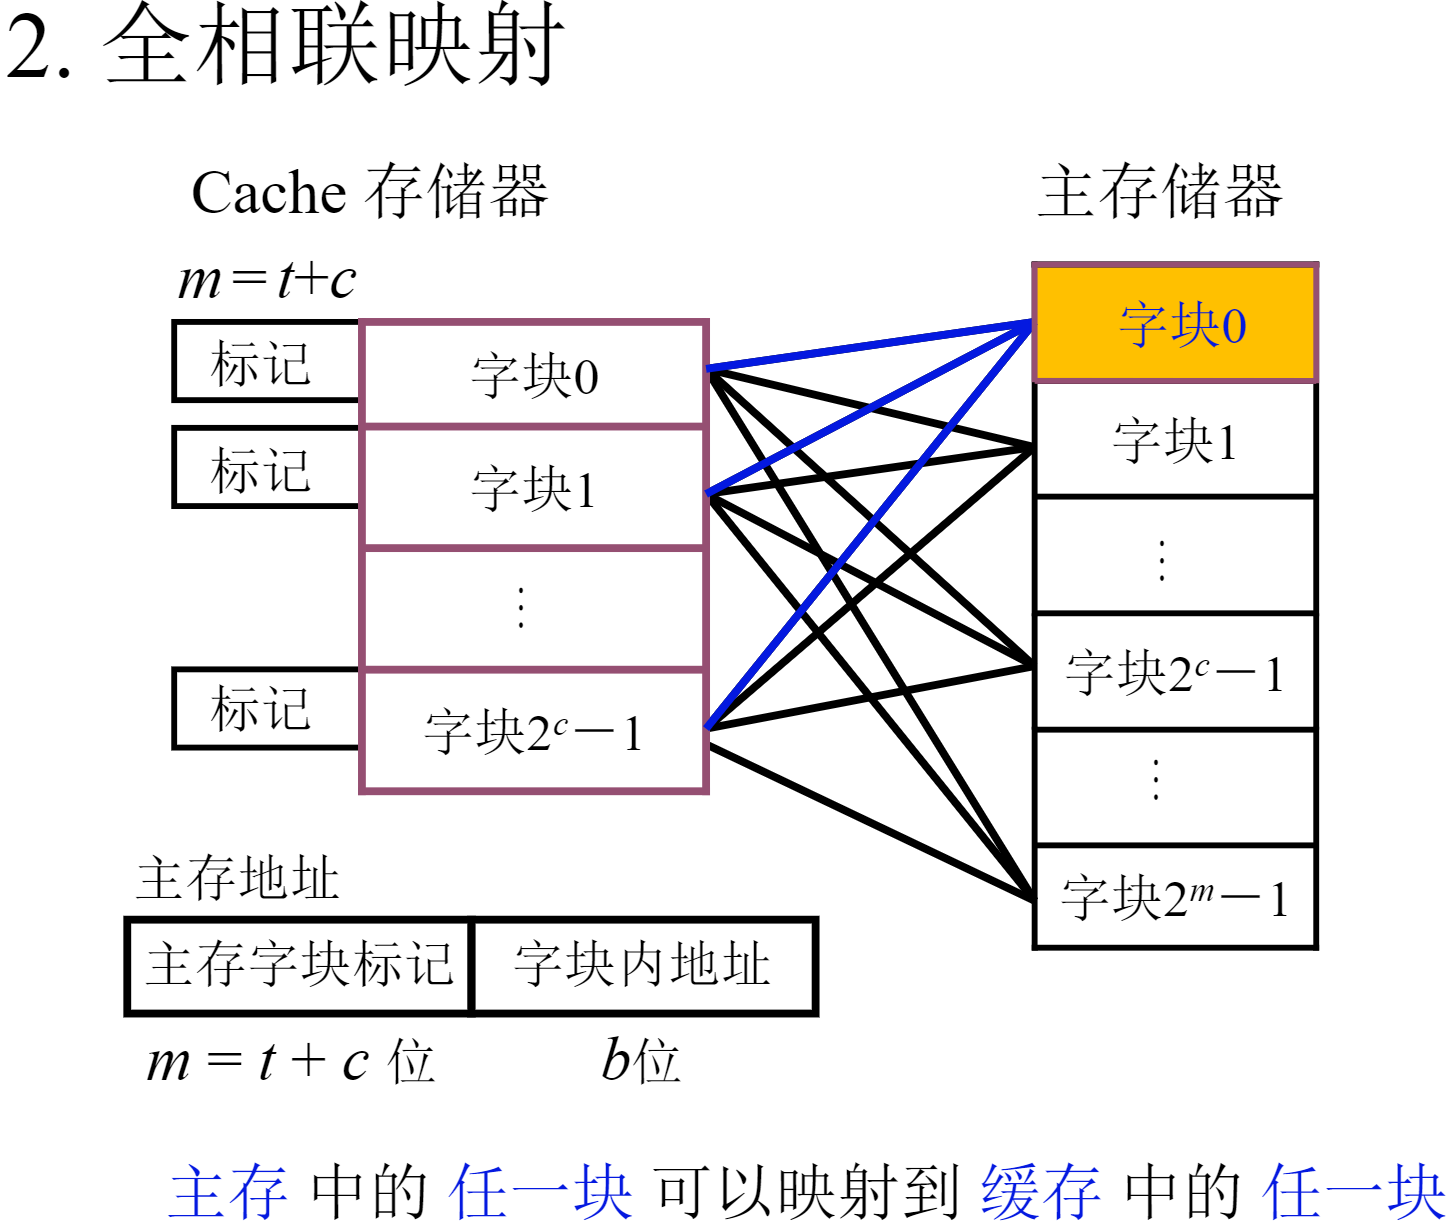 2. 全相联映射
Cache 存储器
主存储器
m = t+c
标记
字块0
标记
字块1
⋮
标记
字块2ᶜ－1
字块0
字块1
⋮
字块2ᶜ－1
⋮
字块2ᵐ－1
主存地址
主存字块标记 字块内地址
m = t + c 位 b位
主存 中的 任一块 可以映射到 缓存 中的 任一块